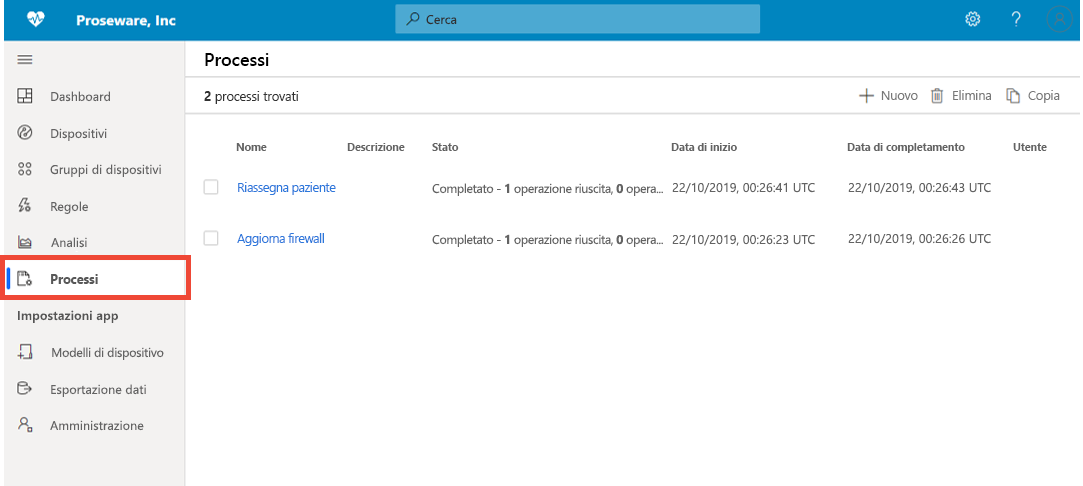 Proseware, Inc
Cerca
?
Dashboard
Dispositivi
Gruppi di dispositivi
Regole
Analisi
Processi
Impostazioni app
Modelli di dispositivo
Esportazione dati
Amministrazione
Processi
2 processi trovati
Nuovo Elimina Copia
Nome Descrizione Stato Data di inizio Data di completamento Utente
Riassegna paziente Completato - 1 operazione riuscita, 0 opera... 22/10/2019, 00:26:41 UTC 22/10/2019, 00:26:43 UTC
Aggiorna firewall Completato - 1 operazione riuscita, 0 opera... 22/10/2019, 00:26:23 UTC 22/10/2019, 00:26:26 UTC